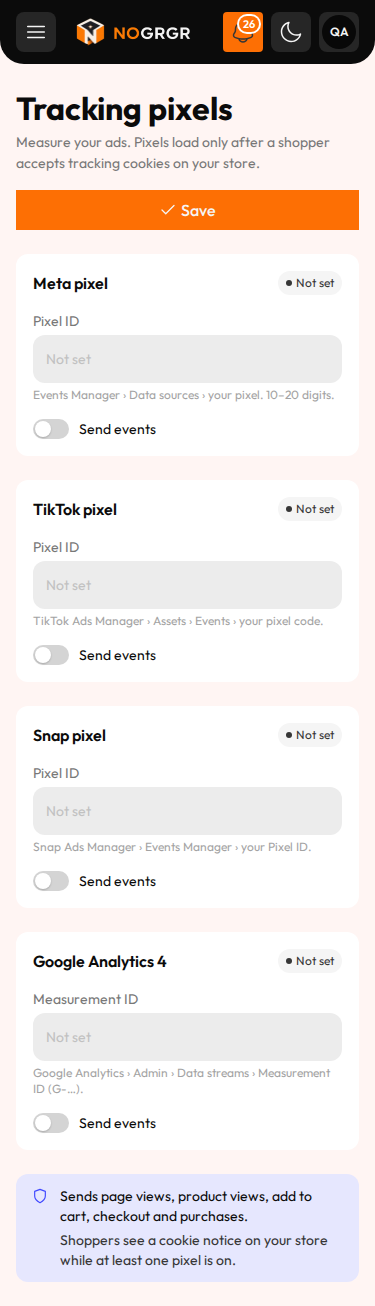 NOGRGR
26
QA
Tracking pixels
Measure your ads. Pixels load only after a shopper
accepts tracking cookies on your store.
Save
Meta pixel
Not set
Pixel ID
Not set
Events Manager › Data sources › your pixel. 10–20 digits.
Send events
TikTok pixel
Not set
Pixel ID
Not set
TikTok Ads Manager › Assets › Events › your pixel code.
Send events
Snap pixel
Not set
Pixel ID
Not set
Snap Ads Manager › Events Manager › your Pixel ID.
Send events
Google Analytics 4
Not set
Measurement ID
Not set
Google Analytics › Admin › Data streams › Measurement
ID (G-…).
Send events
Sends page views, product views, add to
cart, checkout and purchases.
Shoppers see a cookie notice on your store
while at least one pixel is on.